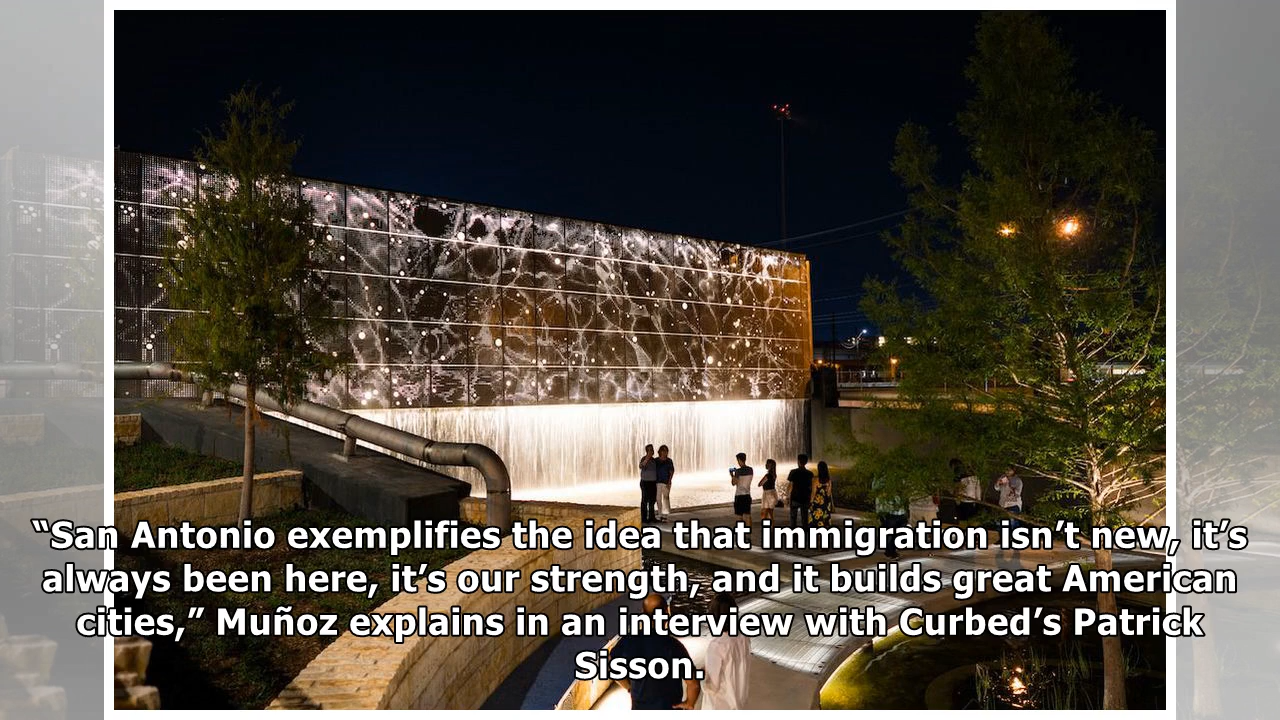 “San Antonio exemplifies the idea that immigration isn’t new, it’s
always been here, it’s our strength, and it builds great American
cities,” Muñoz explains in an interview with Curbed’s Patrick
Sisson.